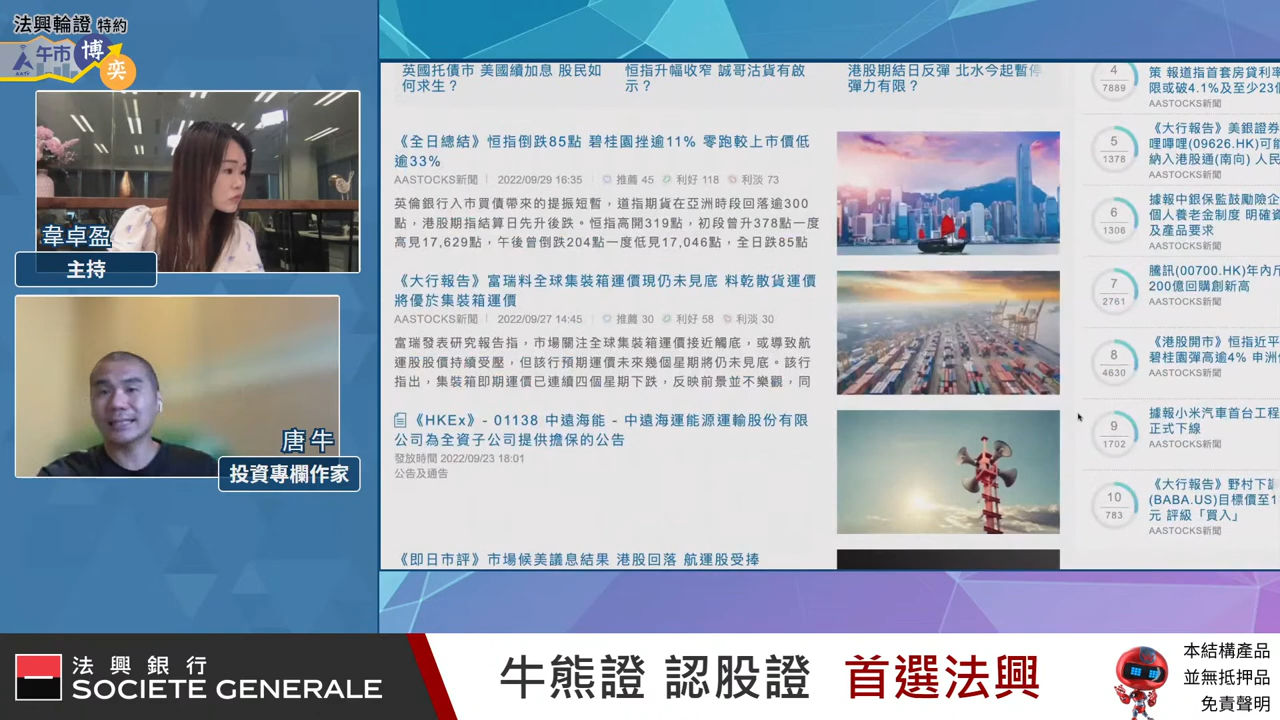 法興輪證 特約
午市 博 奕
AATV
韋卓盈
主持
唐牛
投資專欄作家
英國托債市 美國續加息 股民如
何求生？
恒指升幅收窄 誠哥沽貨有啟
示？
港股期結日反彈 北水今起暫停
彈力有限？
《全日總結》恒指倒跌85點 碧桂園挫逾11% 零跑較上市價低
逾33%
AASTOCKS新聞 2022/09/29 16:35 推薦 45 利好 118 利淡 73
英倫銀行入市買債帶來的提振短暫，道指期貨在亞洲時段回落逾300
點，港股期指結算日先升後跌。恒指高開319點，初段曾升378點一度
高見17,629點，午後曾倒跌204點一度低見17,046點，全日跌85點
《大行報告》富瑞料全球集裝箱運價現仍未見底 料乾散貨運價
將優於集裝箱運價
AASTOCKS新聞 2022/09/27 14:45 推薦 30 利好 58 利淡 30
富瑞發表研究報告指，市場關注全球集裝箱運價接近觸底，或導致航
運股股價持續受壓，但該行預期運價未來幾個星期將仍未見底。該行
指出，集裝箱即期運價已連續四個星期下跌，反映前景並不樂觀，同
《HKEx》- 01138 中遠海能 - 中遠海運能源運輸股份有限
公司為全資子公司提供擔保的公告
發放時間 2022/09/23 18:01
公告及通告
《即日市評》市場候美議息結果 港股回落 航運股受捧
4
7889
策 報道指首套房貸利率
限或破4.1%及至少23個
AASTOCKS新聞
5
1378
《大行報告》美銀證券
哩哩(09626.HK)可能
納入港股通(南向) 人民
AASTOCKS新聞
6
1306
據報中銀保監鼓勵險企
個人養老金制度 明確資
及產品要求
AASTOCKS新聞
7
2761
騰訊(00700.HK)年內斥
200億回購創新高
AASTOCKS新聞
8
4630
《港股開市》恒指近平
碧桂園彈高逾4% 申洲
AASTOCKS新聞
9
1702
據報小米汽車首台工程
正式下線
AASTOCKS新聞
10
783
《大行報告》野村下調
(BABA.US)目標價至1
元 評級「買入」
AASTOCKS新聞
法興銀行
SOCIETE GENERALE
牛熊證 認股證 首選法興
本結構產品
並無抵押品
免責聲明